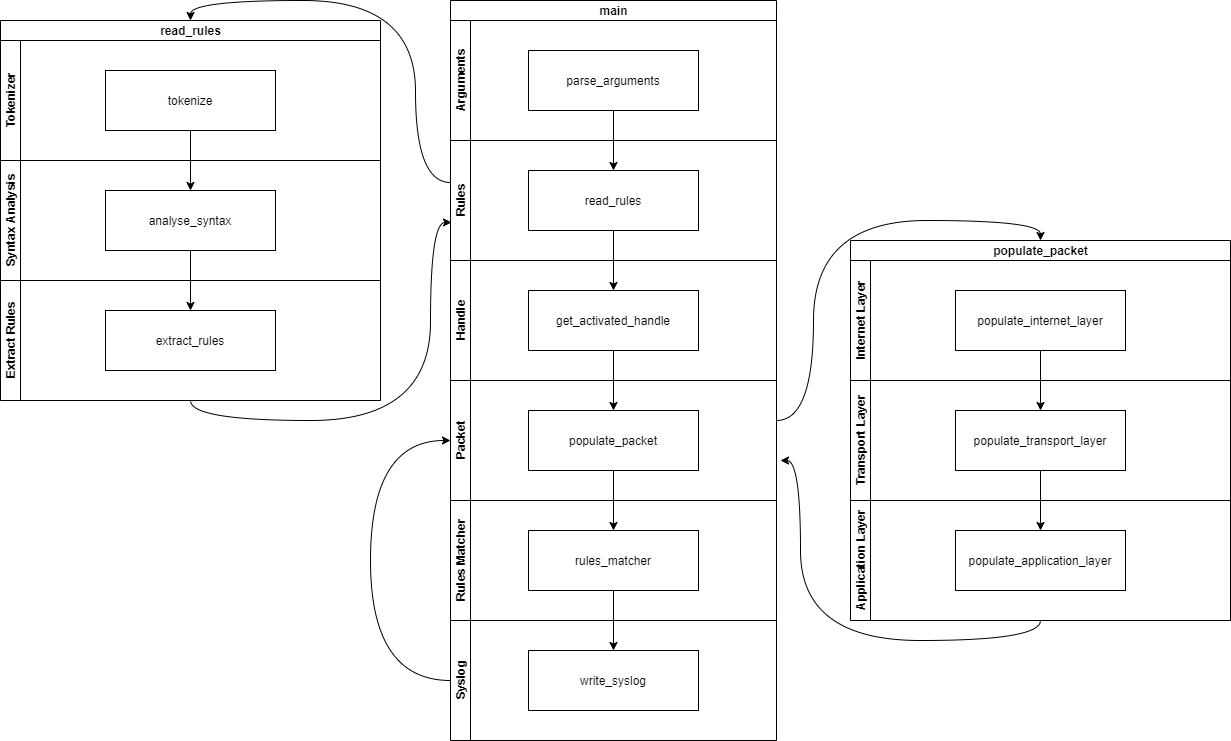 read_rules
Tokenizer
tokenize
Syntax Analysis
analyse_syntax
Extract Rules
extract_rules
main
Arguments
parse_arguments
Rules
read_rules
Handle
get_activated_handle
Packet
populate_packet
Rules Matcher
rules_matcher
Syslog
write_syslog
populate_packet
Internet Layer
populate_internet_layer
Transport Layer
populate_transport_layer
Application Layer
populate_application_layer